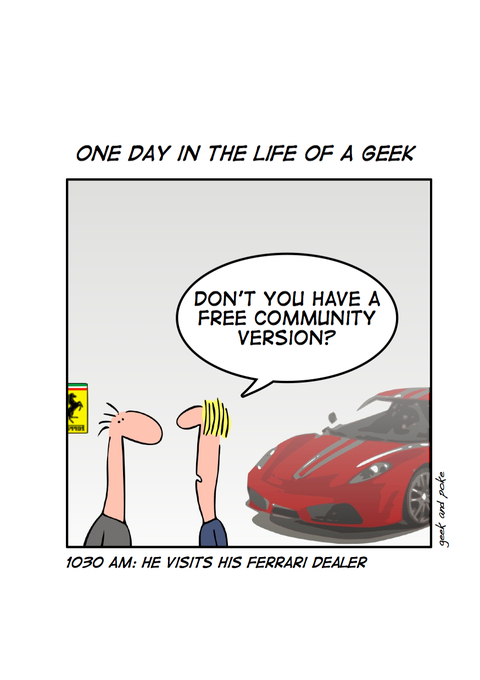 ONE DAY IN THE LIFE OF A GEEK
DON'T YOU HAVE A
FREE COMMUNITY
VERSION?
geek and poke
1030 AM: HE VISITS HIS FERRARI DEALER